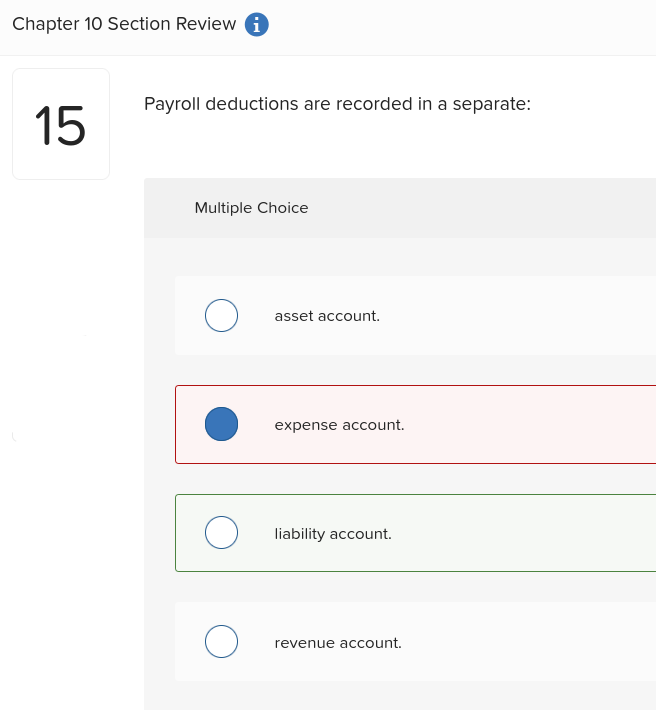 Chapter 10 Section Review i
15
Payroll deductions are recorded in a separate:
Multiple Choice
asset account.
expense account.
liability account.
revenue account.